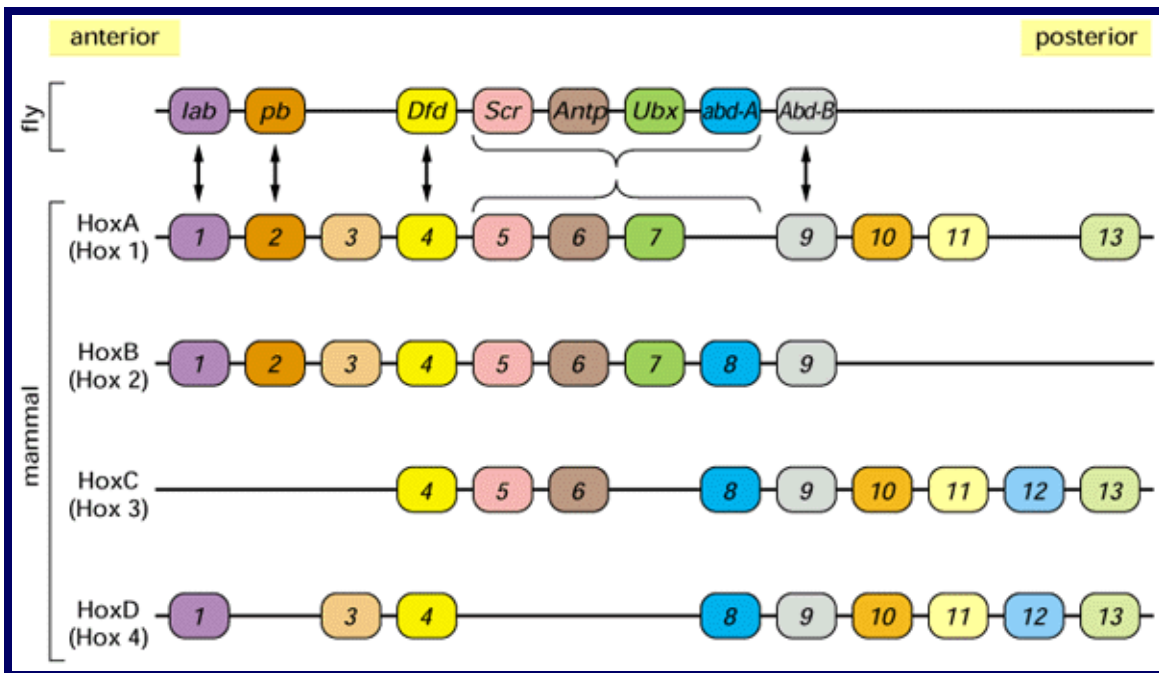 anterior posterior
fly
lab pb Dfd Scr Antp Ubx abd-A Abd-B
mammal
HoxA
(Hox 1)
1 2 3 4 5 6 7 9 10 11 13
HoxB
(Hox 2)
1 2 3 4 5 6 7 8 9
HoxC
(Hox 3)
4 5 6 8 9 10 11 12 13
HoxD
(Hox 4)
1 3 4 8 9 10 11 12 13